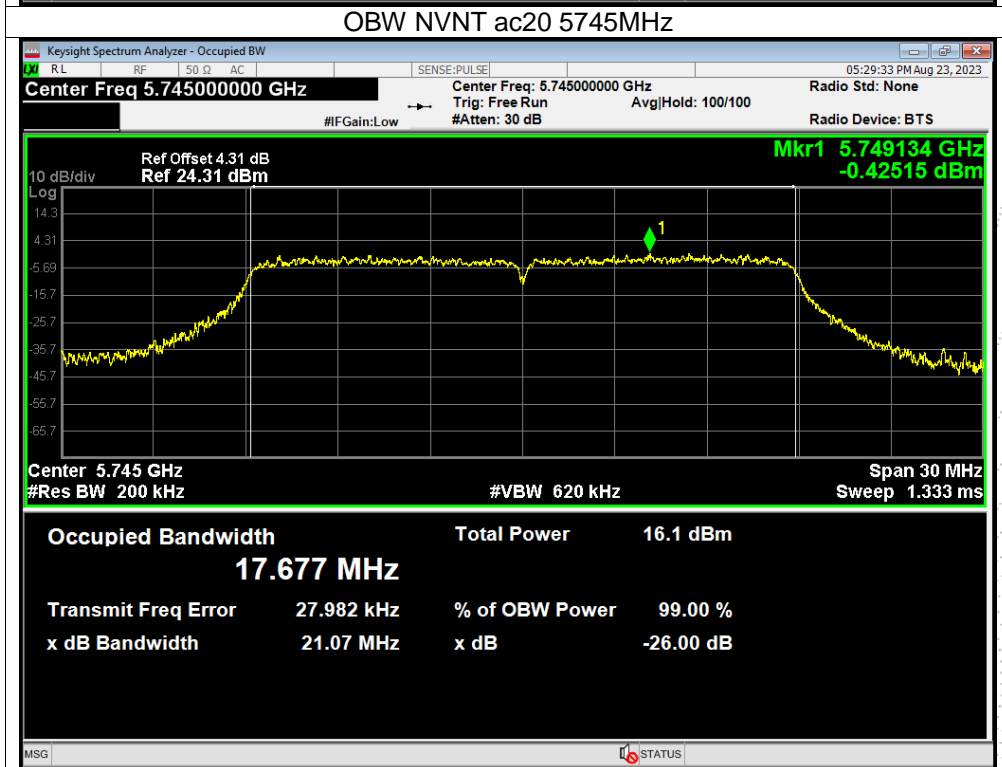 OBW NVNT ac20 5745MHz
Keysight Spectrum Analyzer - Occupied BW
LXI RL RF 50 Ω AC SENSE:PULSE 05:29:33 PM Aug 23, 2023
Center Freq 5.745000000 GHz Center Freq: 5.745000000 GHz Radio Std: None
Trig: Free Run Avg|Hold: 100/100
#IFGain:Low #Atten: 30 dB Radio Device: BTS
Ref Offset 4.31 dB Mkr1 5.749134 GHz
10 dB/div Ref 24.31 dBm -0.42515 dBm
Log
14.3
1
4.31
-5.69
-15.7
-25.7
-35.7
-45.7
-55.7
-65.7
Center 5.745 GHz Span 30 MHz
#Res BW 200 kHz #VBW 620 kHz Sweep 1.333 ms
Occupied Bandwidth Total Power 16.1 dBm
17.677 MHz
Transmit Freq Error 27.982 kHz % of OBW Power 99.00 %
x dB Bandwidth 21.07 MHz x dB -26.00 dB
MSG STATUS